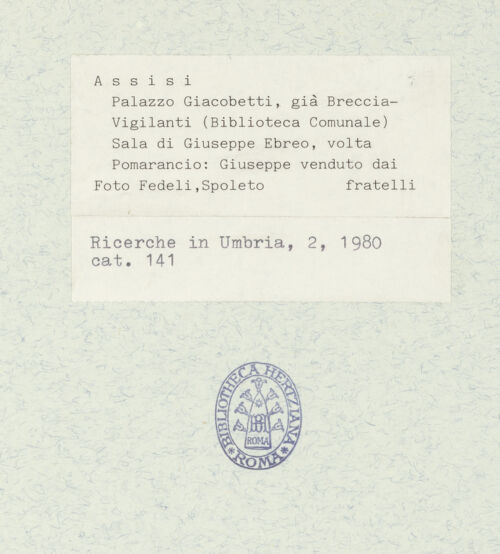 Assisi
Palazzo Giacobetti, già Breccia-
Vigilanti (Biblioteca Comunale)
Sala di Giuseppe Ebreo, volta
Pomarancio: Giuseppe venduto dai
Foto Fedeli,Spoleto fratelli
Ricerche in Umbria, 2, 1980
cat. 141
BIBLIOTHECA HERTZIANA
ROMA
* ROMA *